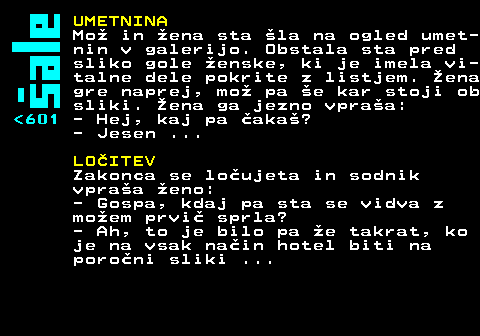 šale
<601
UMETNINA
Mož in žena sta šla na ogled umet-
nin v galerijo. Obstala sta pred
sliko gole ženske, ki je imela vi-
talne dele pokrite z listjem. Žena
gre naprej, mož pa še kar stoji ob
sliki. Žena ga jezno vpraša:
- Hej, kaj pa čakaš?
- Jesen ...
LOČITEV
Zakonca se ločujeta in sodnik
vpraša ženo:
- Gospa, kdaj pa sta se vidva z
možem prvič sprla?
- Ah, to je bilo pa že takrat, ko
je na vsak način hotel biti na
poročni sliki ...